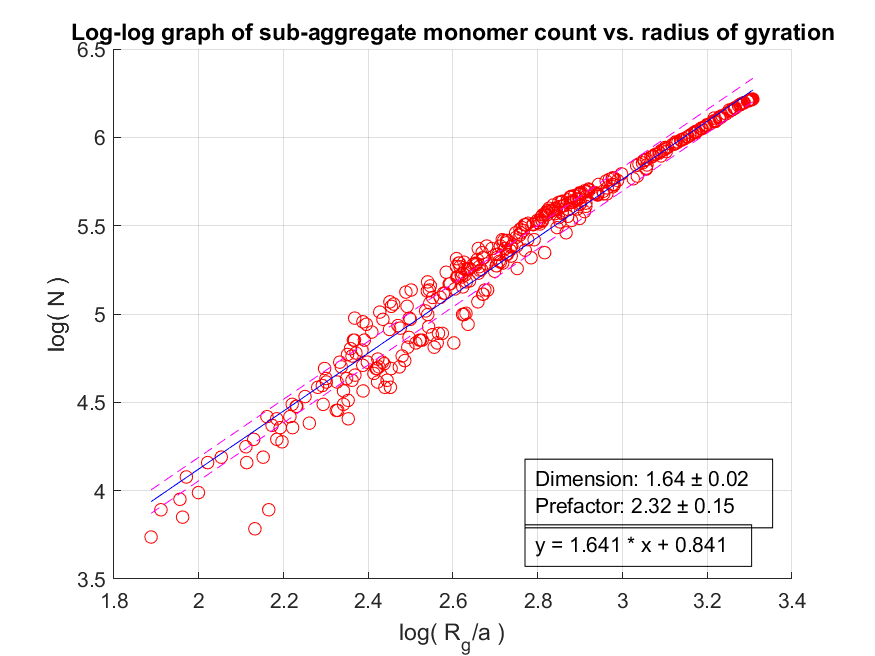 Log-log graph of sub-aggregate monomer count vs. radius of gyration
6.5
6
5.5
5
4.5
4
3.5
log( N )
Dimension: 1.64 ± 0.02
Prefactor: 2.32 ± 0.15
y = 1.641 * x + 0.841
1.8 2 2.2 2.4 2.6 2.8 3 3.2 3.4
log( R_g/a )